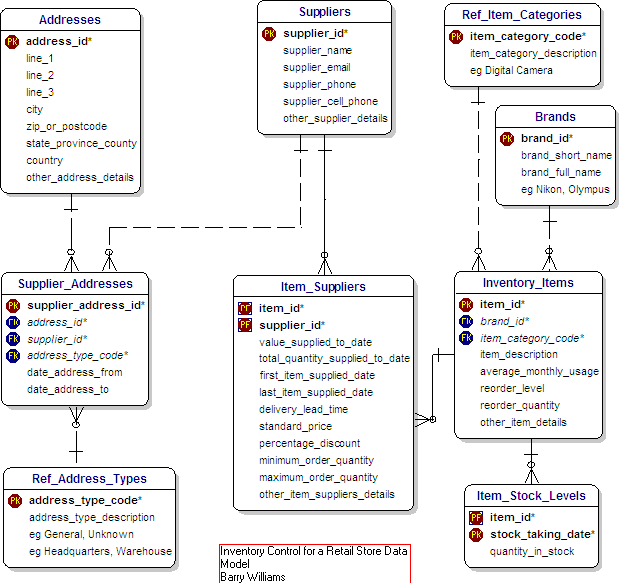 Addresses
PK address_id*
line_1
line_2
line_3
city
zip_or_postcode
state_province_county
country
other_address_details
Suppliers
PK supplier_id*
supplier_name
supplier_email
supplier_phone
supplier_cell_phone
other_supplier_details
Ref_Item_Categories
PK item_category_code*
item_category_description
eg Digital Camera
Brands
PK brand_id*
brand_short_name
brand_full_name
eg Nikon, Olympus
Supplier_Addresses
PK supplier_address_id*
FK address_id*
FK supplier_id*
FK address_type_code*
date_address_from
date_address_to
Item_Suppliers
PF item_id*
PF supplier_id*
value_supplied_to_date
total_quantity_supplied_to_date
first_item_supplied_date
last_item_supplied_date
delivery_lead_time
standard_price
percentage_discount
minimum_order_quantity
maximum_order_quantity
other_item_suppliers_details
Inventory_Items
PK item_id*
FK brand_id*
FK item_category_code*
item_description
average_monthly_usage
reorder_level
reorder_quantity
other_item_details
Ref_Address_Types
PK address_type_code*
address_type_description
eg General, Unknown
eg Headquarters, Warehouse
Item_Stock_Levels
PF item_id*
PK stock_taking_date*
quantity_in_stock
Inventory Control for a Retail Store Data
Model
Barry Williams